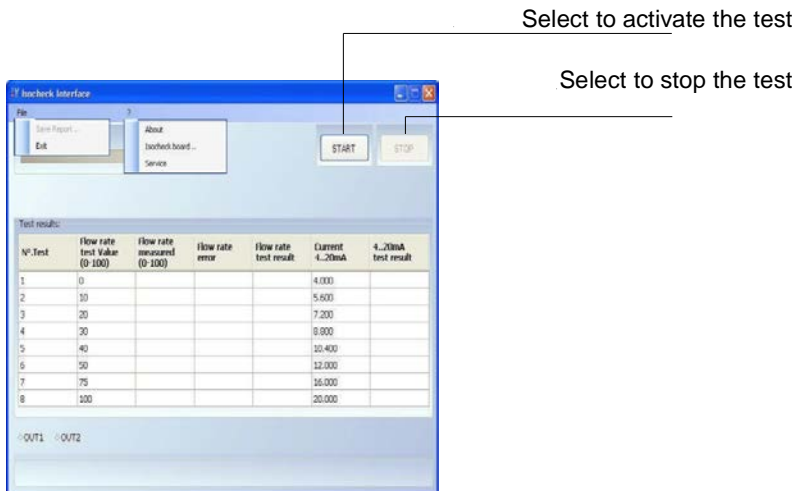 Select to activate the test
Select to stop the test
Isocheck Interface
File ?
Save Report ...
Exit
About
Isocheck board ...
Service
START STOP
Test results:
Nº.Test Flow rate test Value (0-100) Flow rate measured (0-100) Flow rate error Flow rate test result Current 4..20mA 4..20mA test result
1 0 4.000
2 10 5.600
3 20 7.200
4 30 8.800
5 40 10.400
6 50 12.000
7 75 16.000
8 100 20.000
OUT1 OUT2